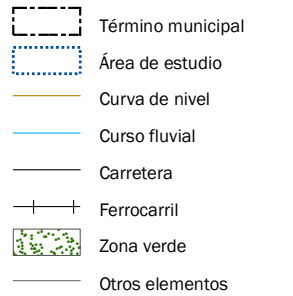 Término municipal
Área de estudio
Curva de nivel
Curso fluvial
Carretera
Ferrocarril
Zona verde
Otros elementos